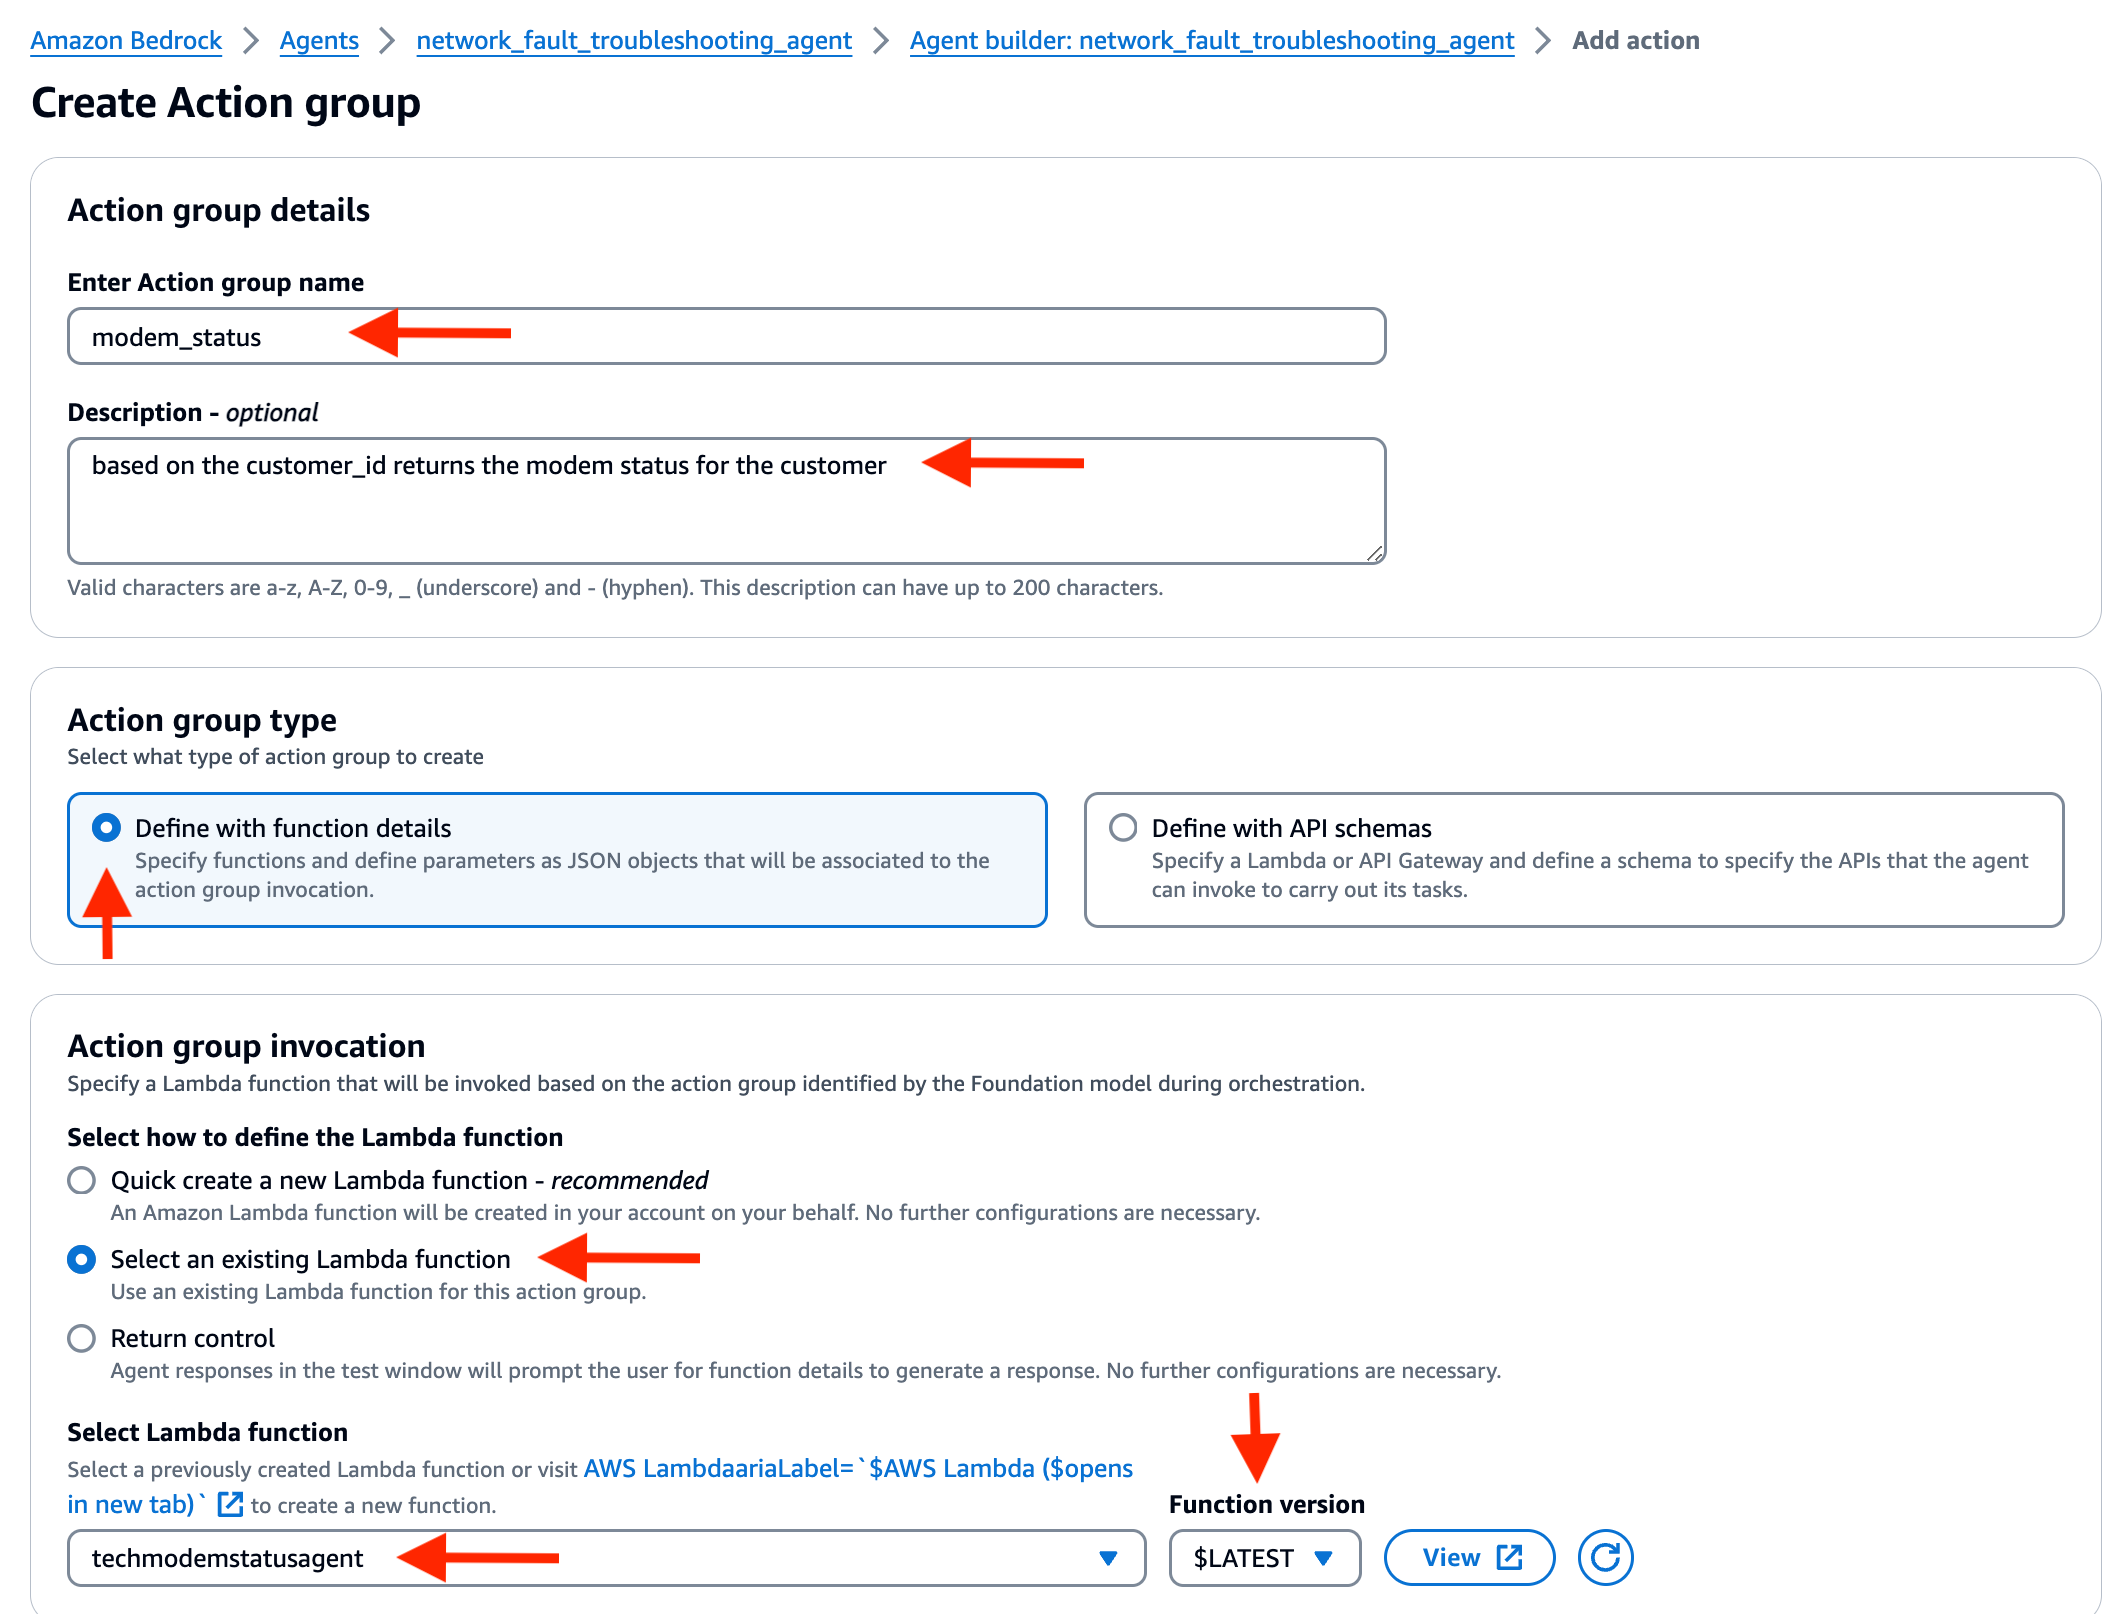 Amazon Bedrock > Agents > network_fault_troubleshooting_agent > Agent builder: network_fault_troubleshooting_agent > Add action
Create Action group
Action group details
Enter Action group name
modem_status
Description - optional
based on the customer_id returns the modem status for the customer
Valid characters are a-z, A-Z, 0-9, _ (underscore) and - (hyphen). This description can have up to 200 characters.
Action group type
Select what type of action group to create
Define with function details
Specify functions and define parameters as JSON objects that will be associated to the
action group invocation.
Define with API schemas
Specify a Lambda or API Gateway and define a schema to specify the APIs that the agent
can invoke to carry out its tasks.
Action group invocation
Specify a Lambda function that will be invoked based on the action group identified by the Foundation model during orchestration.
Select how to define the Lambda function
Quick create a new Lambda function - recommended
An Amazon Lambda function will be created in your account on your behalf. No further configurations are necessary.
Select an existing Lambda function
Use an existing Lambda function for this action group.
Return control
Agent responses in the test window will prompt the user for function details to generate a response. No further configurations are necessary.
Select Lambda function
Select a previously created Lambda function or visit AWS LambdaariaLabel=`$AWS Lambda ($opens
in new tab)` to create a new function.
techmodemstatusagent
Function version
$LATEST
View